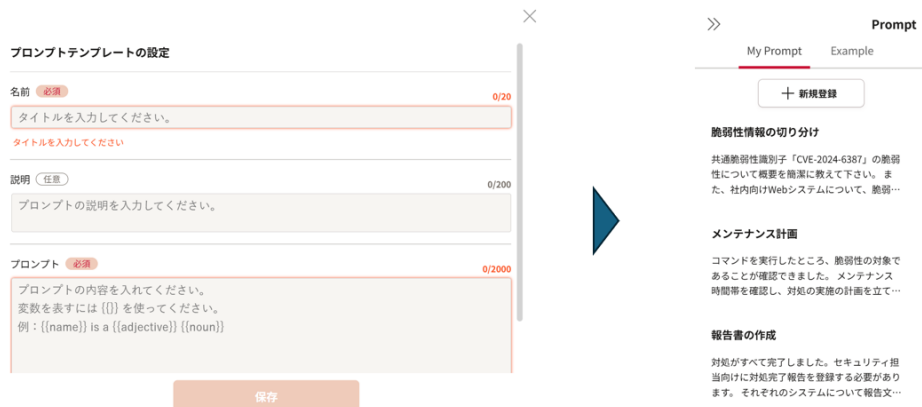 プロンプトテンプレートの設定
名前 必須
0/20
タイトルを入力してください。
タイトルを入力してください
説明 任意
0/200
プロンプトの説明を入力してください。
プロンプト 必須
0/2000
プロンプトの内容を入れてください。
変数を表すには {{}} を使ってください。
例：{{name}} is a {{adjective}} {{noun}}
保存
Prompt
My Prompt Example
新規登録
脆弱性情報の切り分け
共通脆弱性識別子「CVE-2024-6387」の脆弱
性について概要を簡潔に教えて下さい。 ま
た、社内向けWebシステムについて、脆弱…
メンテナンス計画
コマンドを実行したところ、脆弱性の対象で
あることが確認できました。 メンテナンス
時間帯を確認し、対処の実施の計画を立て…
報告書の作成
対処がすべて完了しました。セキュリティ担
当向けに対処完了報告を登録する必要があり
ます。 それぞれのシステムについて報告文…